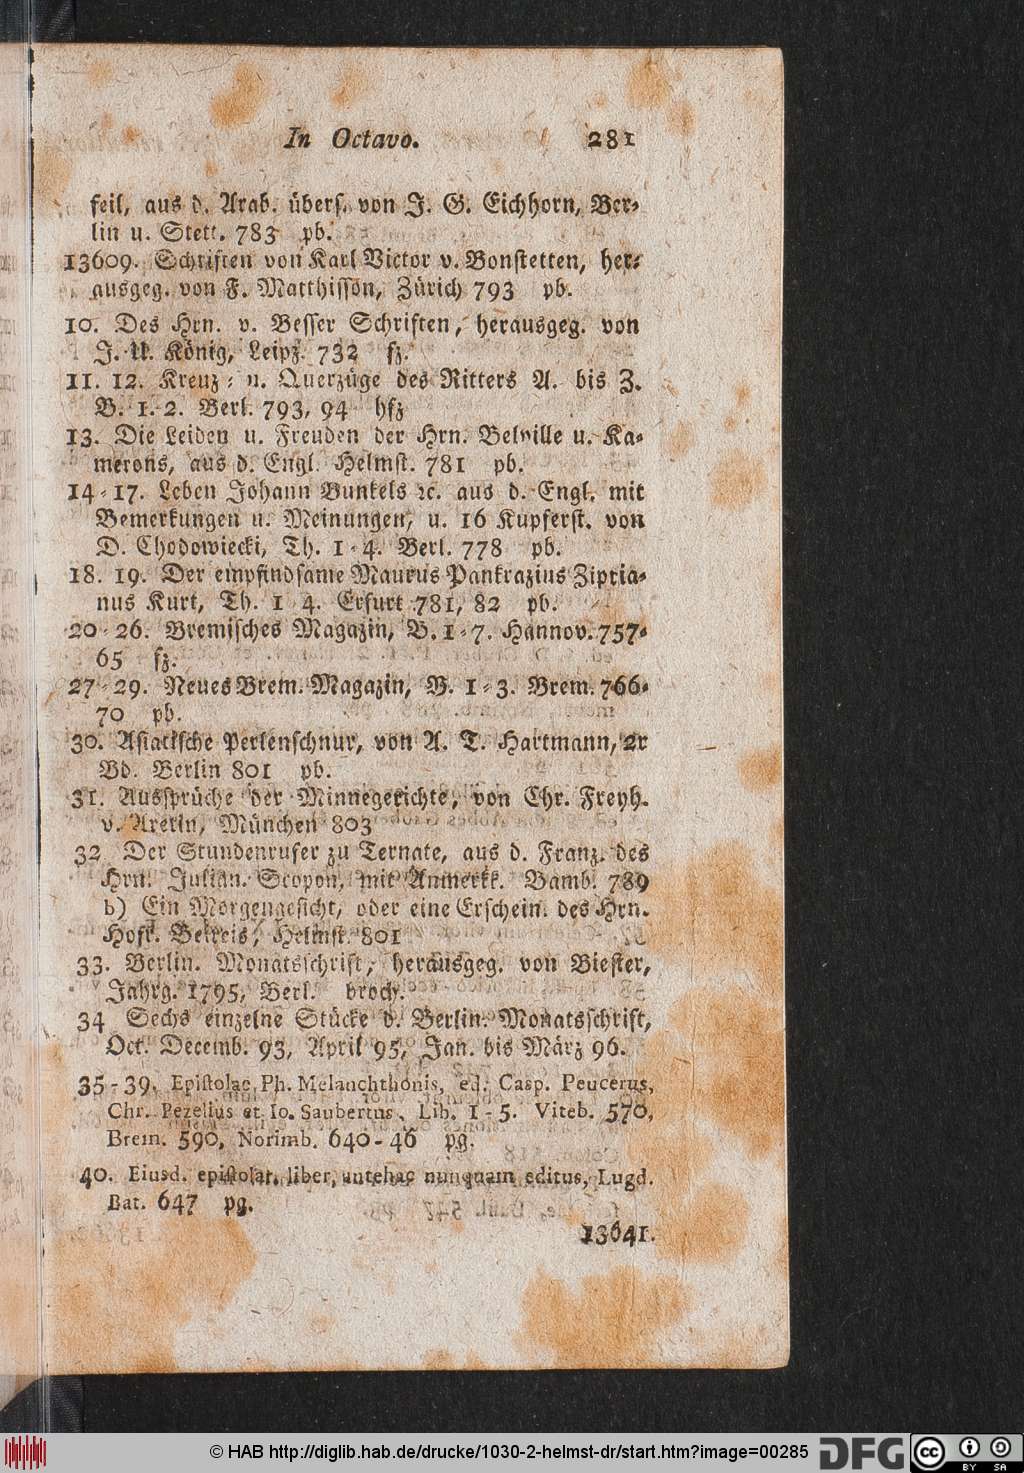 In Octavo. 281
feil, aus d. Arab. übers. von J. G. Eichhorn, Ber-
lin u. Stett. 783 pb.
13609. Schriften von Karl Victor v. Bonstetten, her-
ausgeg. von F. Matthisson, Zürich 793 pb.
10. Des Hrn. v. Besser Schriften, herausgeg. von
J. U. König, Leipz. 732 fz.
11. 12. Kreuz- u. Querzüge des Ritters A. bis Z.
B. 1. 2. Berl. 793, 94 hfz
13. Die Leiden u. Freuden der Hrn. Belville u. Ka-
merons, aus d. Engl. Helmst. 781 pb.
14-17. Leben Johann Bunkels ꝛc. aus d. Engl. mit
Bemerkungen u. Meinungen, u. 16 Kupferst. von
D. Chodowiecki, Th. 1-4. Berl. 778 pb.
18. 19. Der empfindsame Maurus Pankrazius Zipria-
nus Kurt, Th. 1 4. Erfurt 781, 82 pb.
20-26. Bremisches Magazin, B. 1-7. Hannov. 757-
65 fz.
27-29. Neues Brem. Magazin, B. 1-3. Brem. 766-
70 pb.
30. Asiatische Perlenschnur, von A. T. Hartmann, 2r
Bd. Berlin 801 pb.
31. Aussprüche der Minnegerichte, von Chr. Freyh.
v. Aretin, München 803
32 Der Stundenrufer zu Ternate, aus d. Franz. des
Hrn. Julian. Scopon, mit Anmerkk. Bamb. 789
b) Ein Morgengesicht, oder eine Erschein. des Hrn.
Hofr. Beireis, Helmst. 801
33. Berlin. Monatsschrift, herausgeg. von Biester,
Jahrg. 1795, Berl. broch.
34 Sechs einzelne Stücke d. Berlin. Monatsschrift,
Oct. Decemb. 93, April 95, Jan. bis März 96.
35-39. Epistolae Ph. Melanchthonis, ed. Casp. Peucerus,
Chr. Pezelius et Io. Saubertus, Lib. 1-5. Viteb. 570,
Brem. 590, Norimb. 640-46 pg.
40. Eiusd. epistolar. liber, antehac nunquam editus, Lugd.
Bat. 647 pg.
13641.
© HAB http://diglib.hab.de/drucke/1030-2-helmst-dr/start.htm?image=00285 DFG cc BY SA